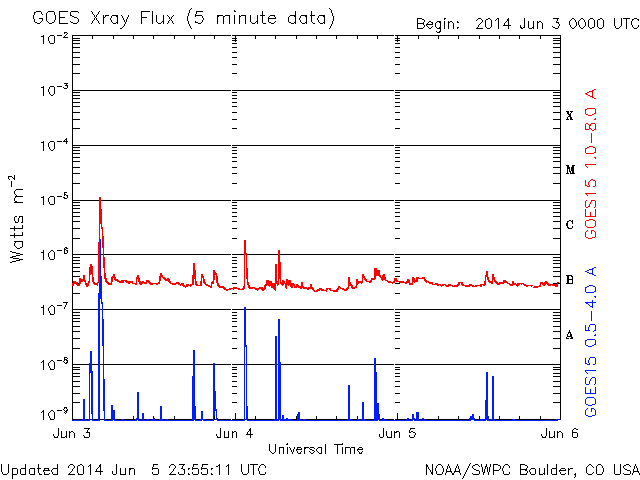 GOES Xray Flux (5 minute data)
Begin: 2014 Jun 3 0000 UTC
10⁻²
10⁻³
10⁻⁴
10⁻⁵
10⁻⁶
10⁻⁷
10⁻⁸
10⁻⁹
Watts m⁻²
X
M
C
B
A
GOES15 1.0-8.0 A
GOES15 0.5-4.0 A
Jun 3
Jun 4
Jun 5
Jun 6
Universal Time
Updated 2014 Jun 5 23:55:11 UTC
NOAA/SWPC Boulder, CO USA